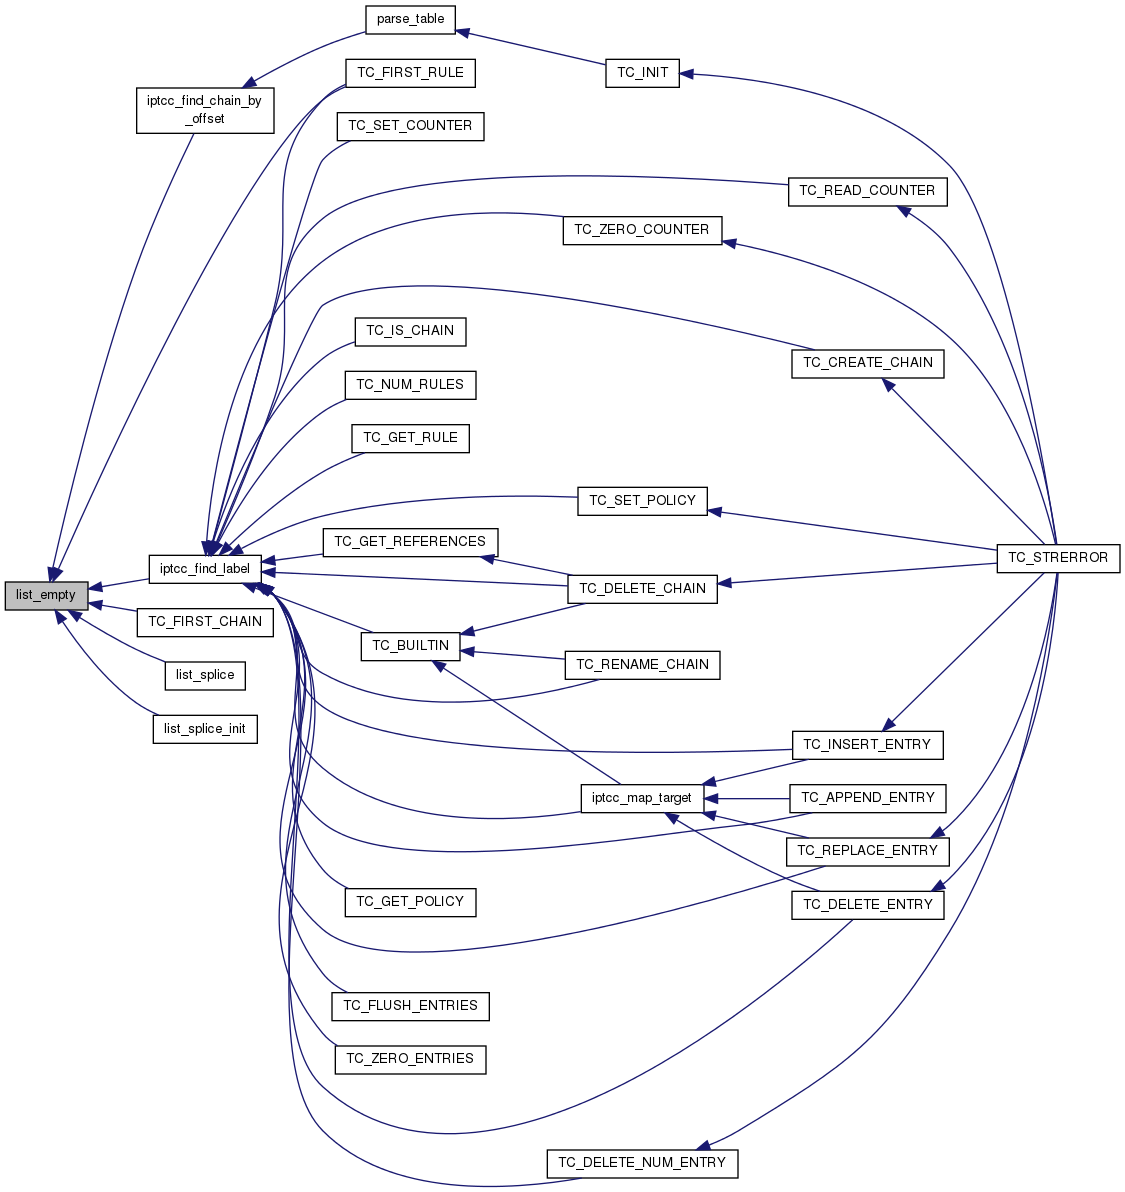 parse_table
TC_FIRST_RULE
TC_INIT
iptcc_find_chain_by
_offset
TC_SET_COUNTER
TC_READ_COUNTER
TC_ZERO_COUNTER
TC_IS_CHAIN
TC_CREATE_CHAIN
TC_NUM_RULES
TC_GET_RULE
TC_SET_POLICY
TC_GET_REFERENCES
TC_STRERROR
iptcc_find_label
TC_DELETE_CHAIN
list_empty
TC_FIRST_CHAIN
TC_BUILTIN
TC_RENAME_CHAIN
list_splice
list_splice_init
TC_INSERT_ENTRY
iptcc_map_target
TC_APPEND_ENTRY
TC_REPLACE_ENTRY
TC_GET_POLICY
TC_DELETE_ENTRY
TC_FLUSH_ENTRIES
TC_ZERO_ENTRIES
TC_DELETE_NUM_ENTRY